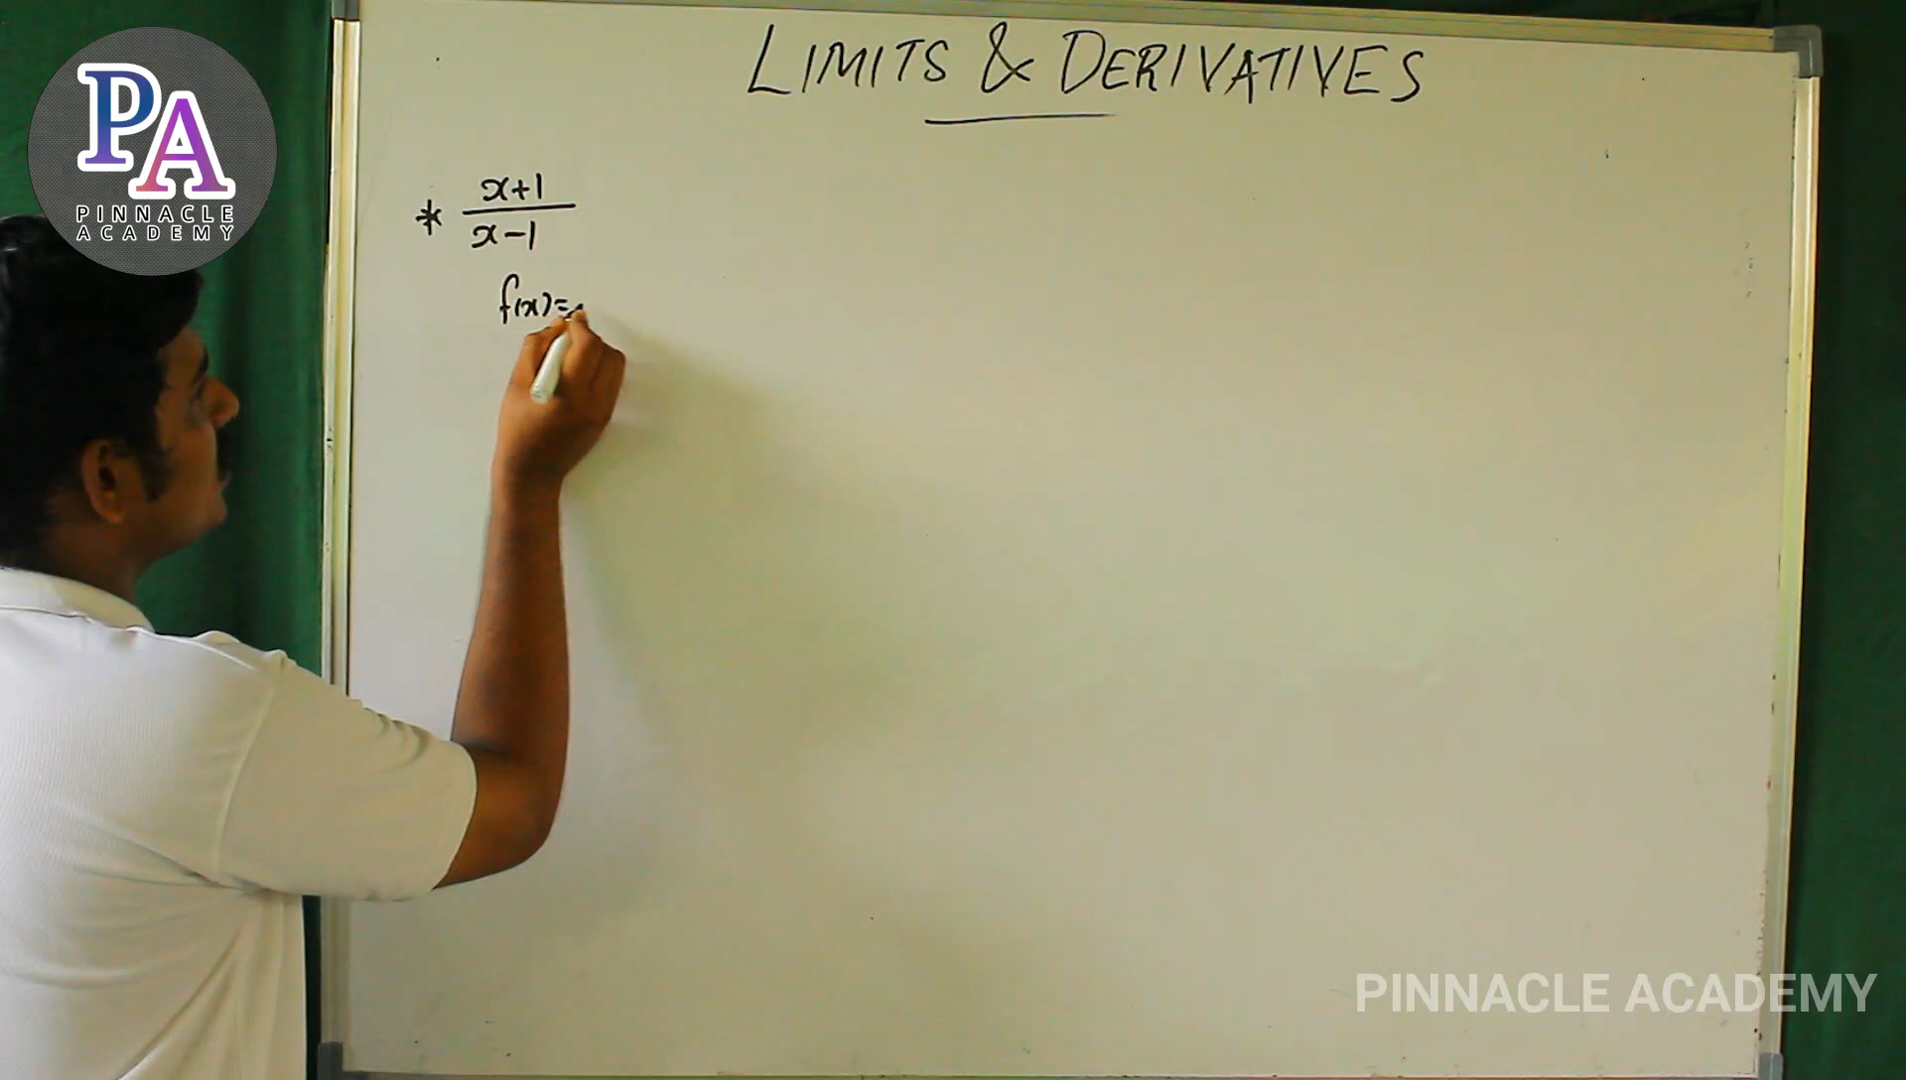 LIMITS & DERIVATIVES
PA
PINNACLE
ACADEMY
* x+1
x-1
f(x)=
PINNACLE ACADEMY